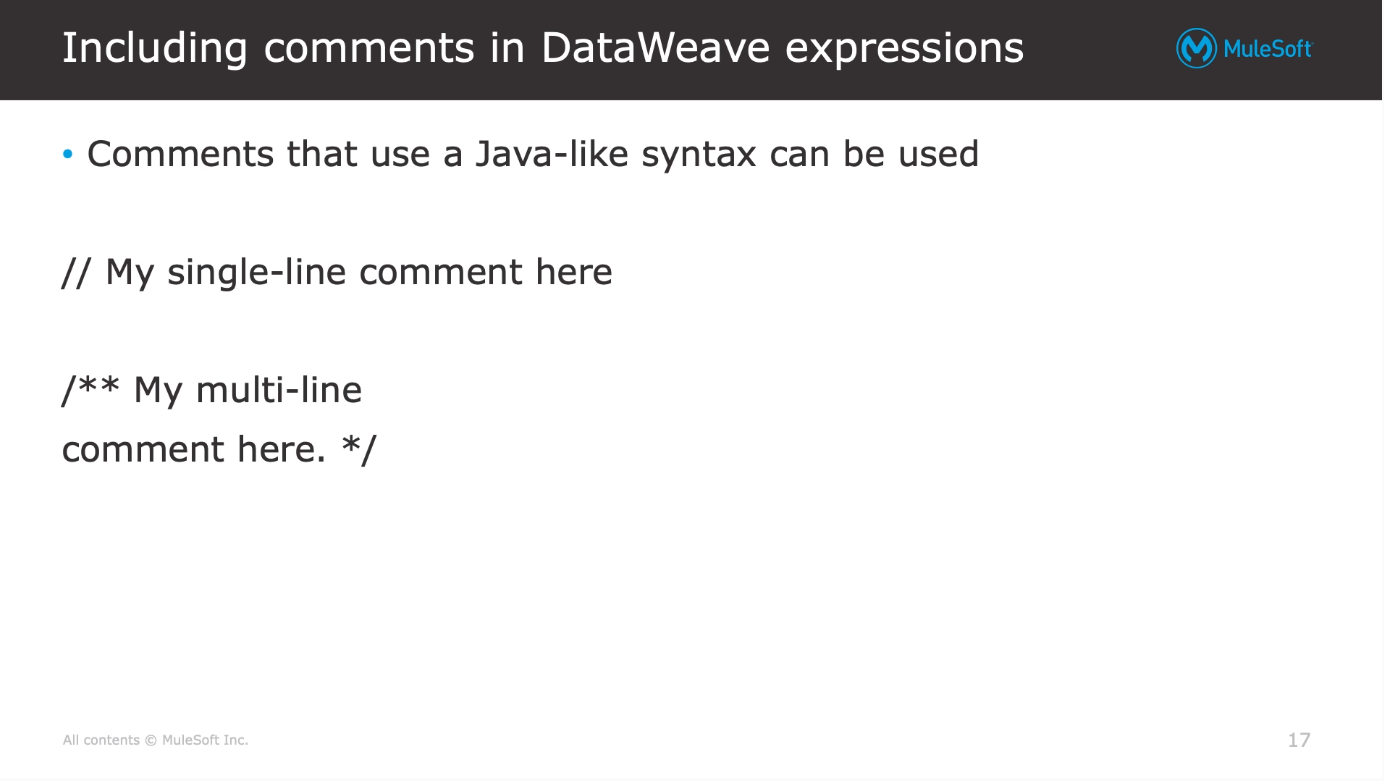 Including comments in DataWeave expressions
MuleSoft
• Comments that use a Java-like syntax can be used
// My single-line comment here
/** My multi-line
comment here. */
All contents © MuleSoft Inc.
17